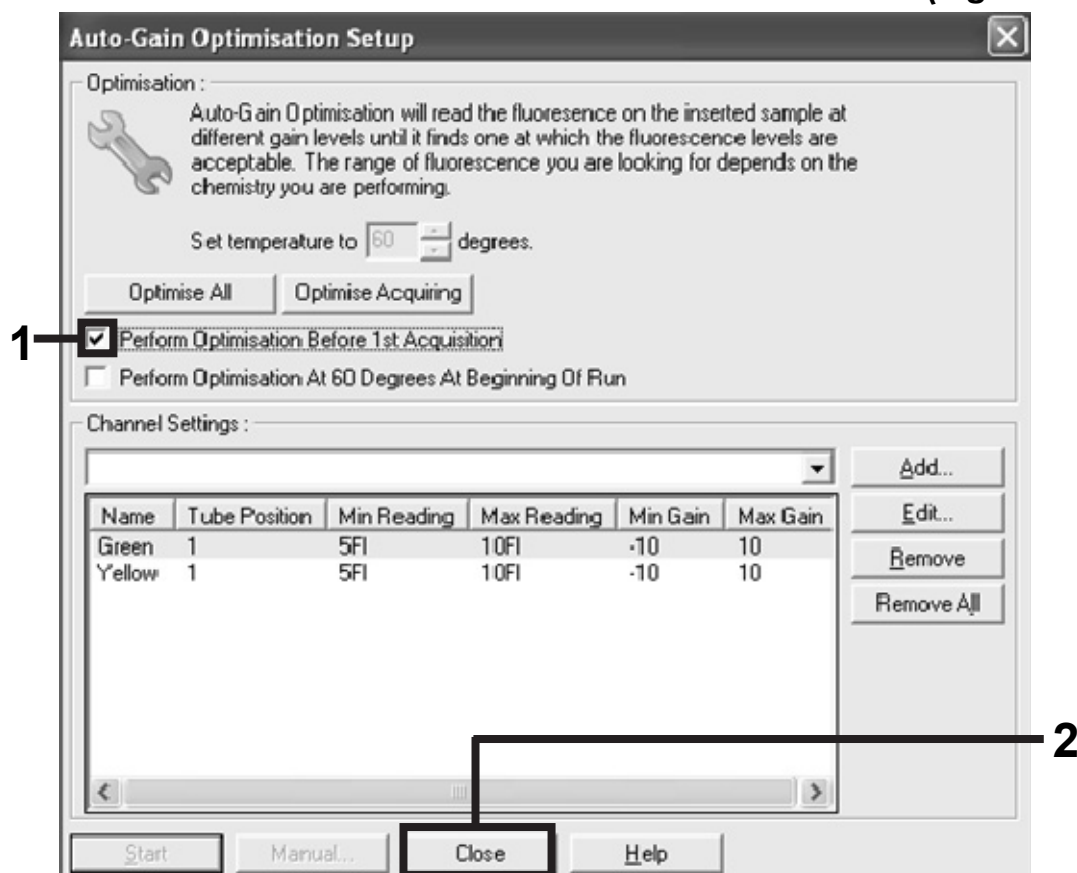 Auto-Gain Optimisation Setup
Optimisation :
Auto-Gain Optimisation will read the fluoresence on the inserted sample at
different gain levels until it finds one at which the fluorescence levels are
acceptable. The range of fluorescence you are looking for depends on the
chemistry you are performing.
Set temperature to 60 degrees.
Optimise All Optimise Acquiring
1
Perform Optimisation Before 1st Acquisition
Perform Optimisation At 60 Degrees At Beginning Of Run
Channel Settings :
Add...
Name Tube Position Min Reading Max Reading Min Gain Max Gain
Edit...
Green 1 5Fl 10Fl -10 10
Yellow 1 5Fl 10Fl -10 10
Remove
Remove All
2
Start Manual... Close Help